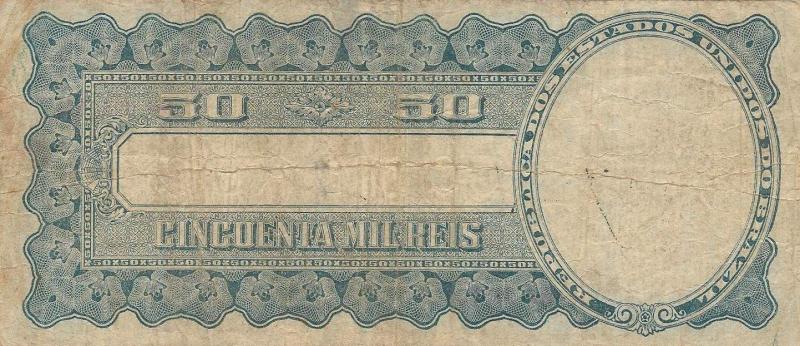 50 50
CINCOENTA MIL REIS
REPUBLICA DOS ESTADOS UNIDOS DO BRAZIL